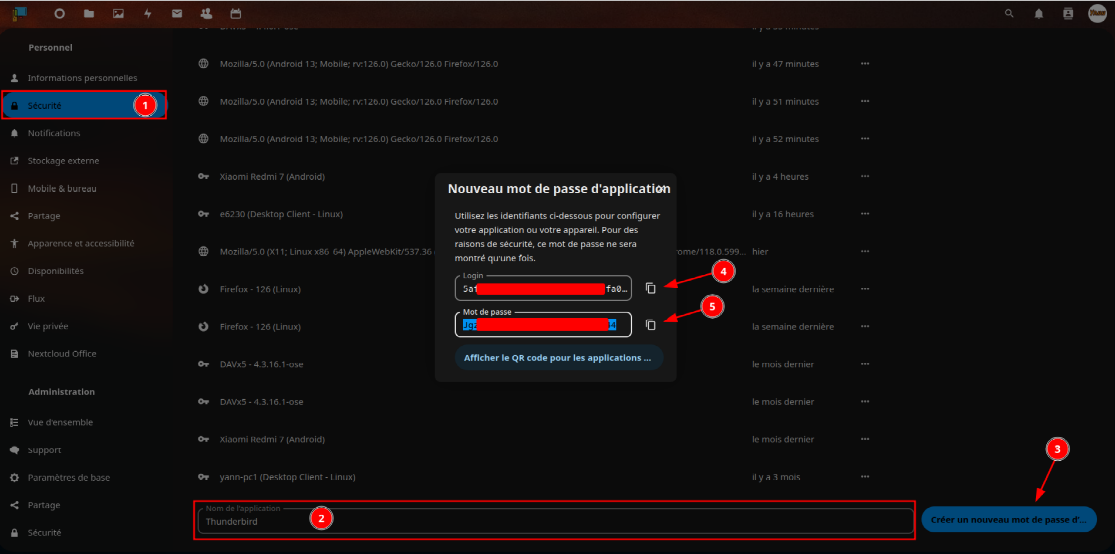 Personnel
Informations personnelles
Sécurité
1
Notifications
Stockage externe
Mobile & bureau
Partage
Apparence et accessibilité
Disponibilités
Flux
Vie privée
Nextcloud Office
Administration
Vue d'ensemble
Support
Paramètres de base
Partage
Sécurité
Mozilla/5.0 (Android 13; Mobile; rv:126.0) Gecko/126.0 Firefox/126.0 il y a 47 minutes
Mozilla/5.0 (Android 13; Mobile; rv:126.0) Gecko/126.0 Firefox/126.0 il y a 51 minutes
Mozilla/5.0 (Android 13; Mobile; rv:126.0) Gecko/126.0 Firefox/126.0 il y a 52 minutes
Xiaomi Redmi 7 (Android) il y a 4 heures
e6230 (Desktop Client - Linux) il y a 16 heures
Mozilla/5.0 (X11; Linux x86_64) AppleWebKit/537.36 rome/118.0.599... hier
Firefox - 126 (Linux) la semaine dernière
Firefox - 126 (Linux) la semaine dernière
DAVx5 - 4.3.16.1-ose le mois dernier
DAVx5 - 4.3.16.1-ose le mois dernier
Xiaomi Redmi 7 (Android) le mois dernier
yann-pc1 (Desktop Client - Linux) il y a 3 mois
Nom de l'application
Thunderbird
2
3
Créer un nouveau mot de passe d'...
Nouveau mot de passe d'application
Utilisez les identifiants ci-dessous pour configurer
votre application ou votre appareil. Pour des
raisons de sécurité, ce mot de passe ne sera
montré qu'une fois.
Login
5af fa0...
4
Mot de passe
5
Afficher le QR code pour les applications ...